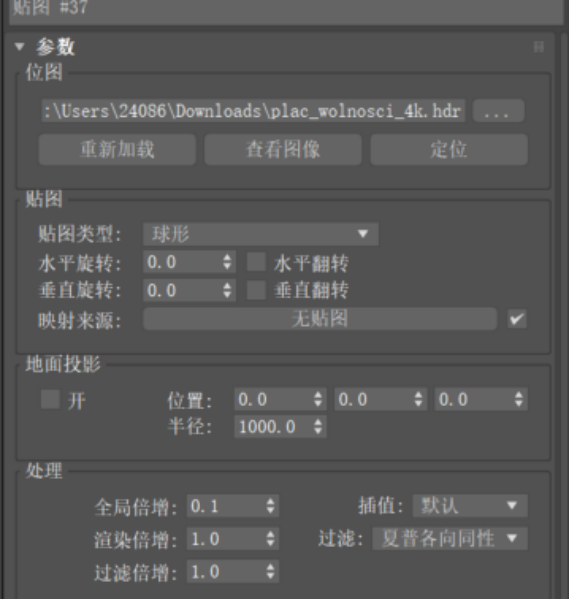 贴图 #37
参数
位图
:\Users\24086\Downloads\plac_wolnosci_4k.hdr ...
重新加载 查看图像 定位
贴图
贴图类型: 球形
水平旋转: 0.0 水平翻转
垂直旋转: 0.0 垂直翻转
映射来源: 无贴图
地面投影
开 位置: 0.0 0.0 0.0
半径: 1000.0
处理
全局倍增: 0.1 插值: 默认
渲染倍增: 1.0 过滤: 夏普各向同性
过滤倍增: 1.0